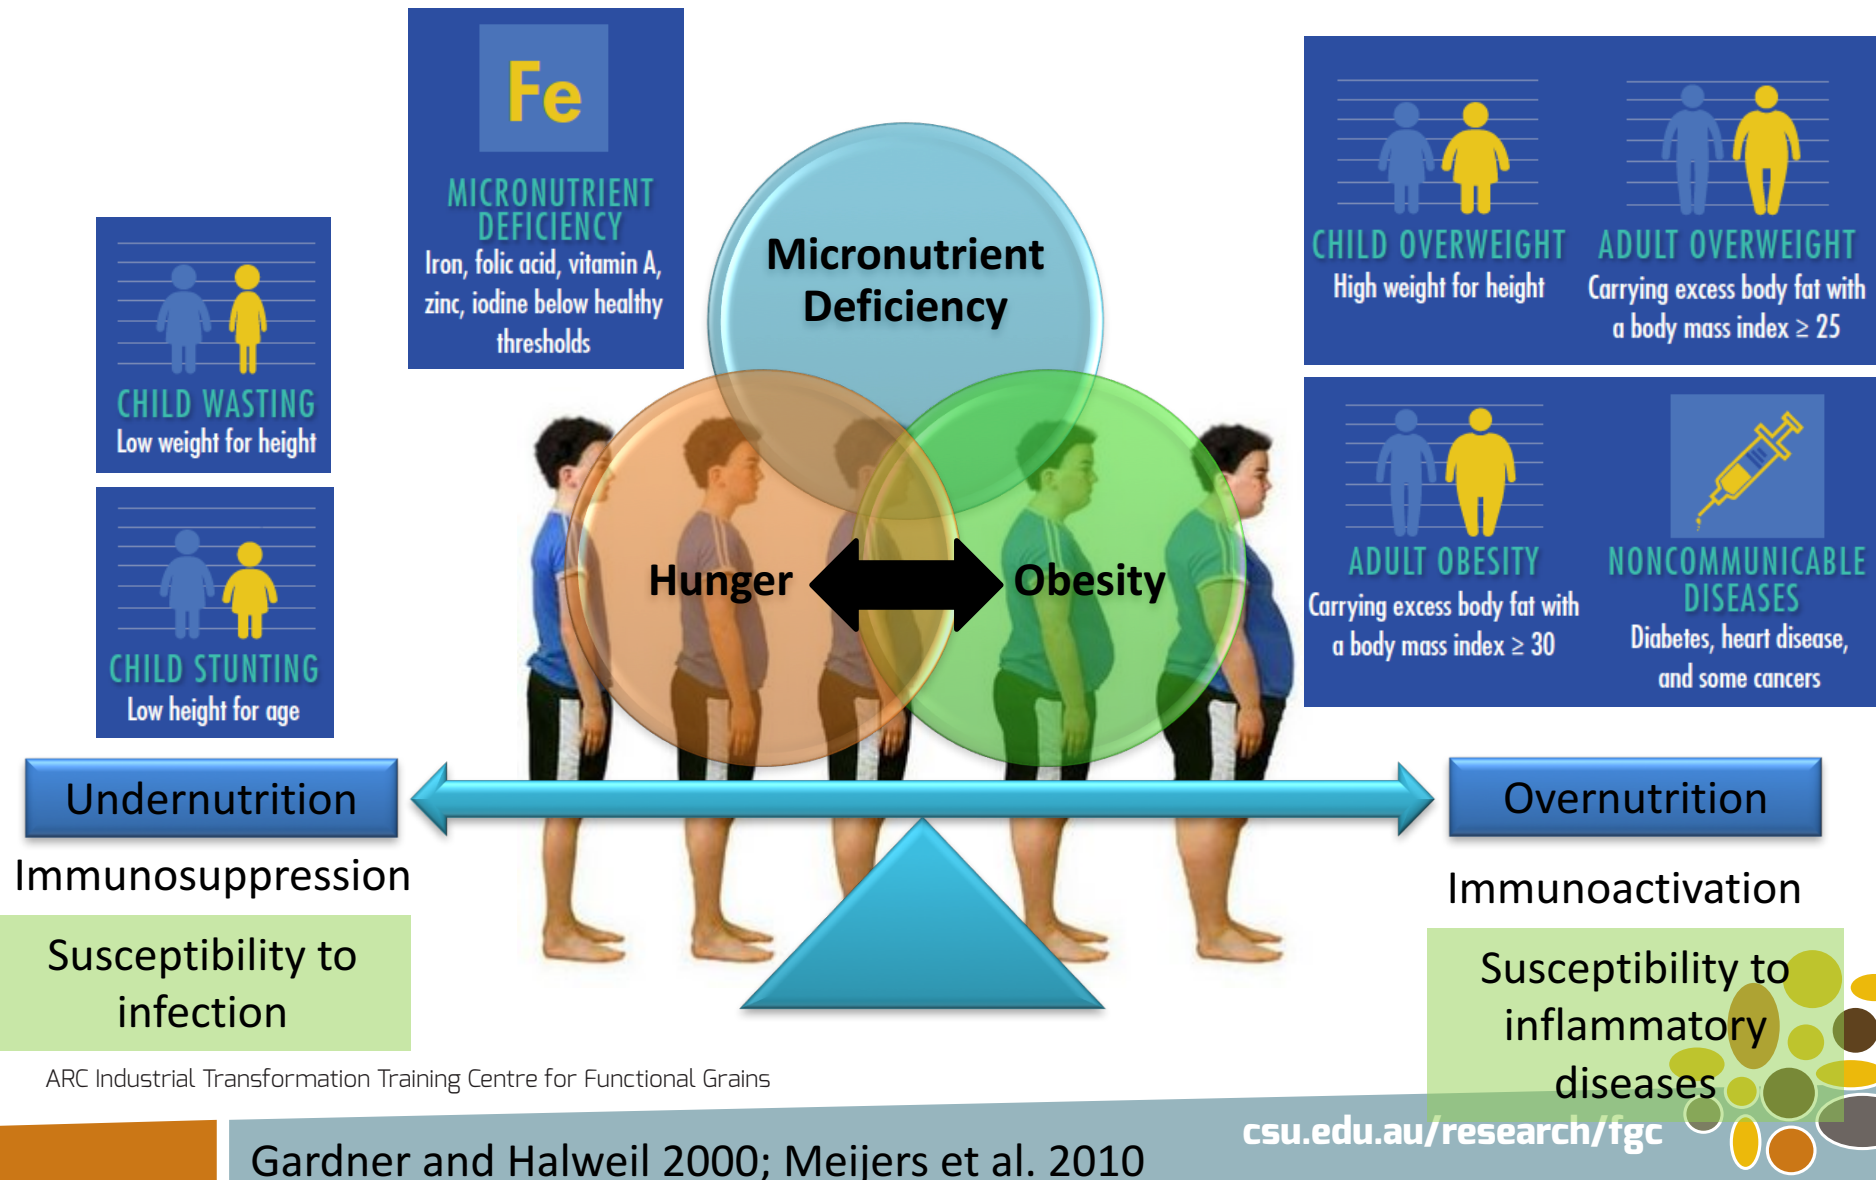 Fe
MICRONUTRIENT
DEFICIENCY
Iron, folic acid, vitamin A,
zinc, iodine below healthy
thresholds
CHILD WASTING
Low weight for height
CHILD STUNTING
Low height for age
Micronutrient
Deficiency
Hunger
Obesity
CHILD OVERWEIGHT
High weight for height
ADULT OVERWEIGHT
Carrying excess body fat with
a body mass index ≥ 25
ADULT OBESITY
Carrying excess body fat with
a body mass index ≥ 30
NONCOMMUNICABLE
DISEASES
Diabetes, heart disease,
and some cancers
Undernutrition
Immunosuppression
Susceptibility to
infection
Overnutrition
Immunoactivation
Susceptibility to
inflammatory
diseases
ARC Industrial Transformation Training Centre for Functional Grains
csu.edu.au/research/fgc
Gardner and Halweil 2000; Meijers et al. 2010